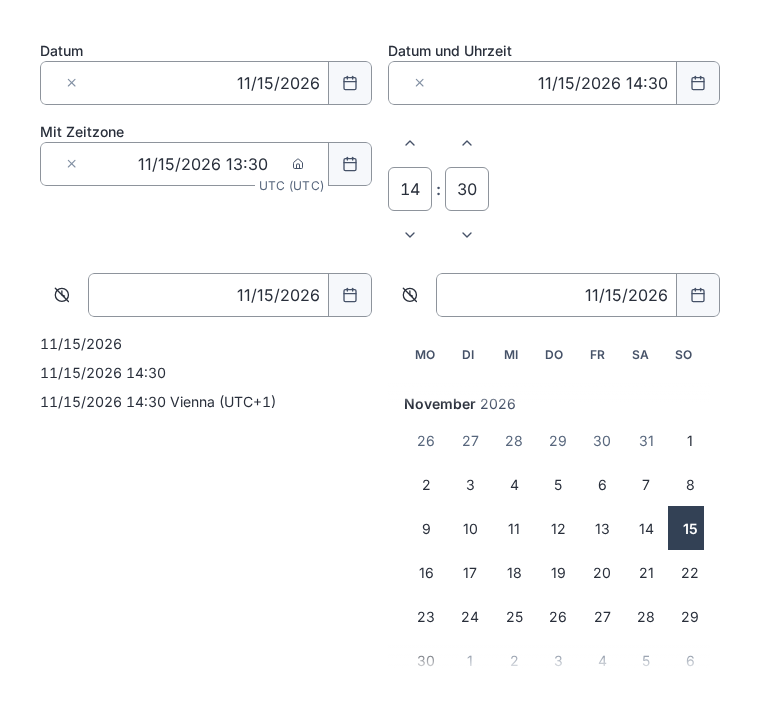 Datum
11/15/2026
Datum und Uhrzeit
11/15/2026 14:30
Mit Zeitzone
11/15/2026 13:30
UTC (UTC)
14 : 30
11/15/2026
11/15/2026
11/15/2026
11/15/2026 14:30
11/15/2026 14:30 Vienna (UTC+1)
MO DI MI DO FR SA SO
November 2026
26 27 28 29 30 31 1
2 3 4 5 6 7 8
9 10 11 12 13 14 15
16 17 18 19 20 21 22
23 24 25 26 27 28 29
30 1 2 3 4 5 6